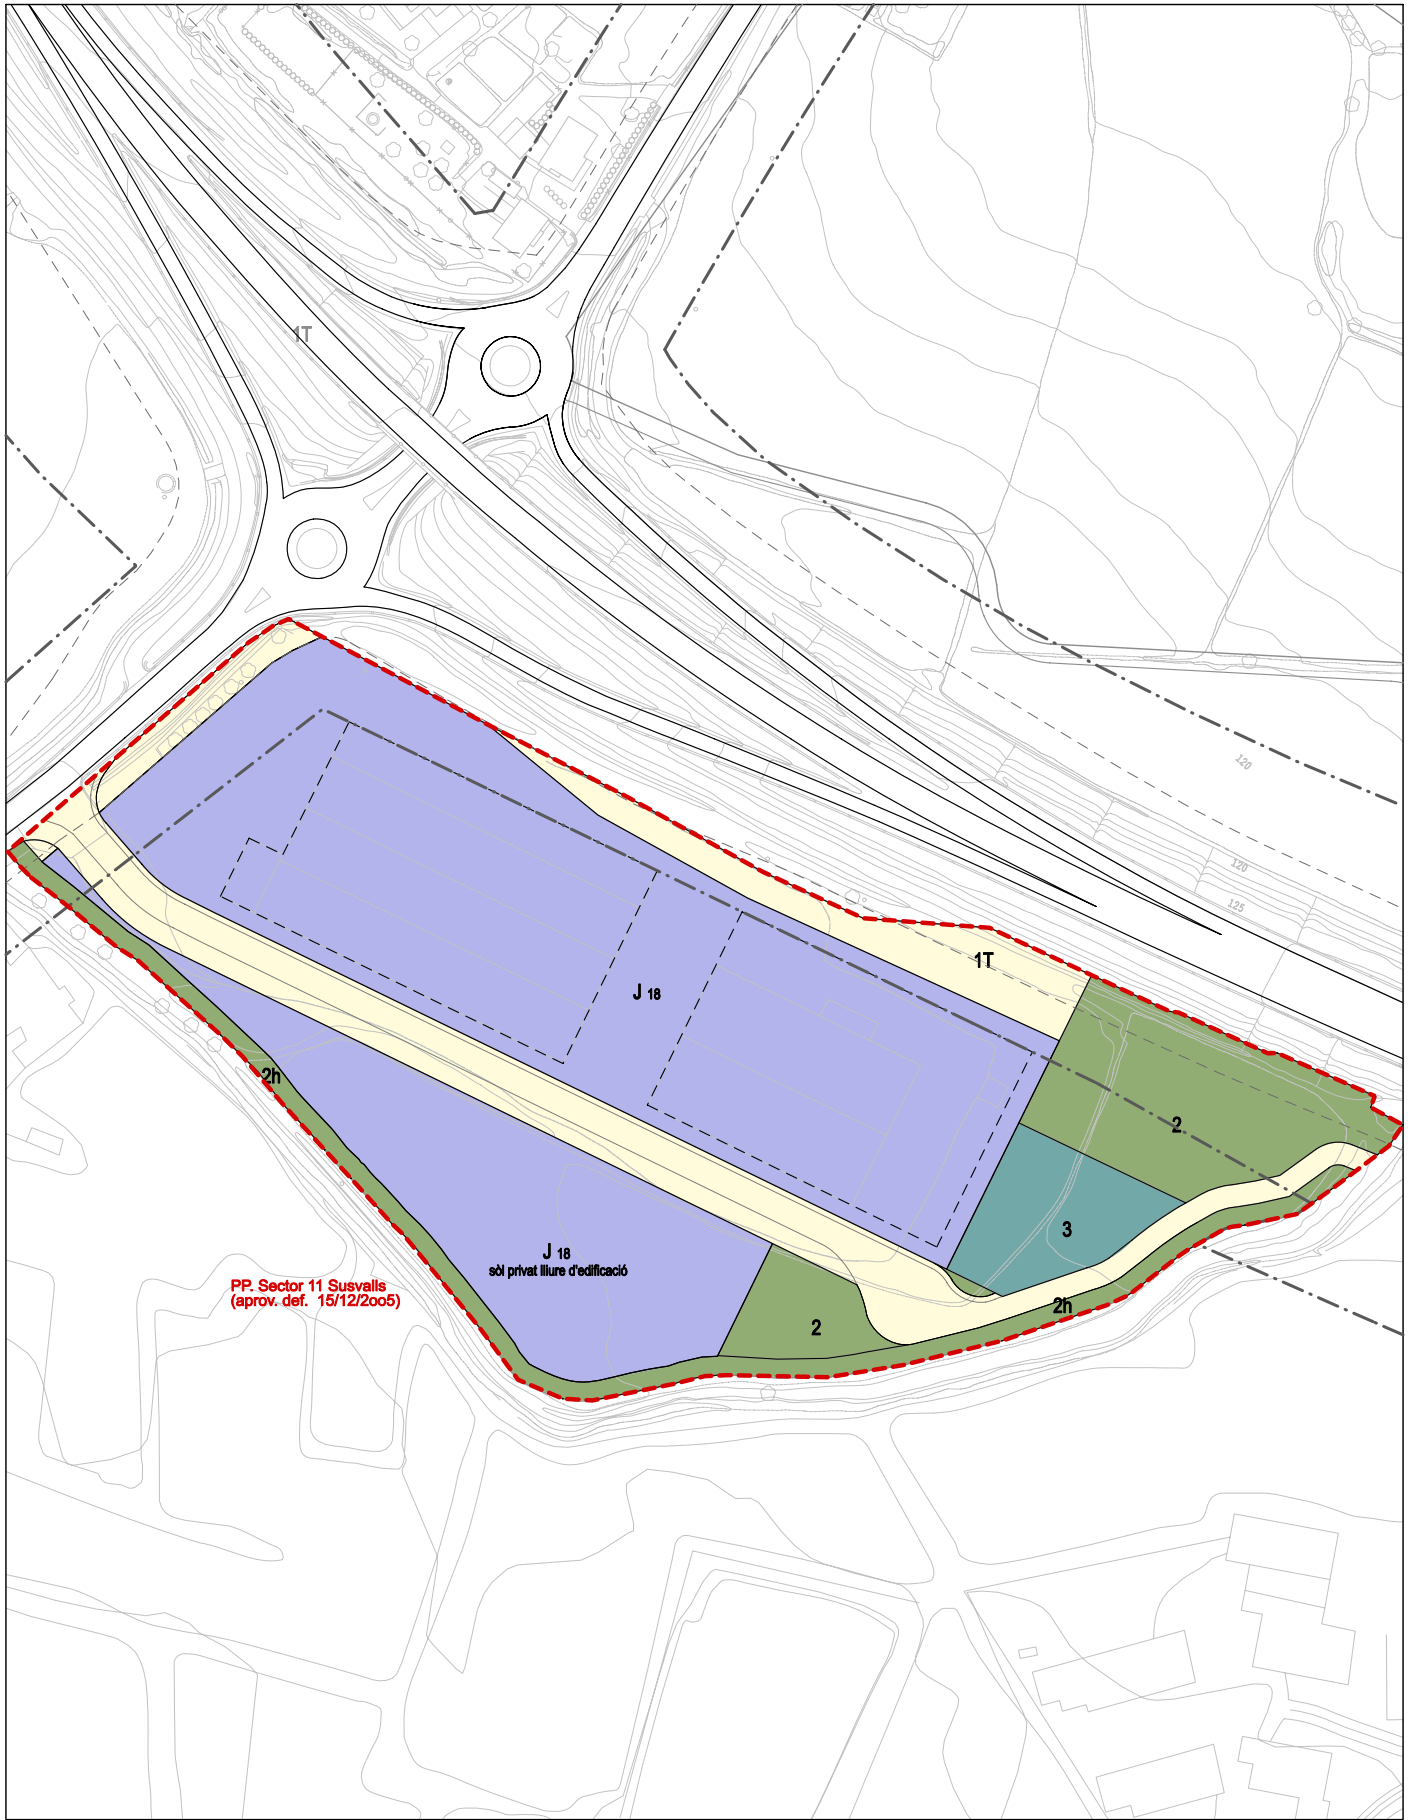 1T
120
120
125
1T
J 18
2h
2
3
J 18
sòl privat lliure d'edificació
PP. Sector 11 Susvalls
(aprov. def. 15/12/2oo5)
2h
2